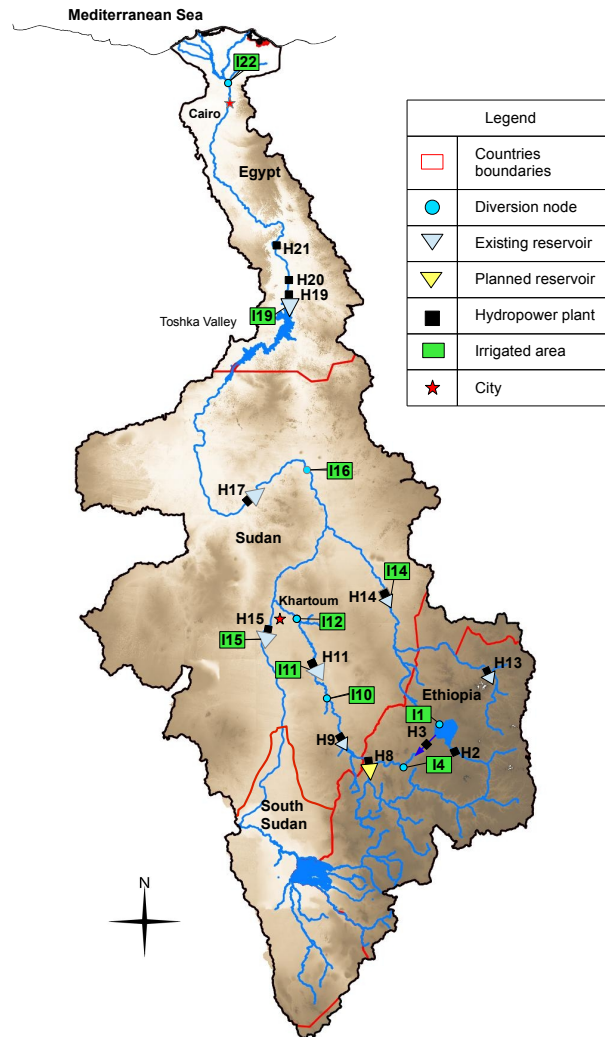 Mediterranean Sea
I22
Cairo
Egypt
H21
H20
H19
I19
Toshka Valley
I16
H17
Sudan
I14
H14
Khartoum
I12
H15
I15
H11
I11
H13
I10
Ethiopia
I1
H3
H9
H8
H2
I4
South
Sudan
N
Legend
Countries
boundaries
Diversion node
Existing reservoir
Planned reservoir
Hydropower plant
Irrigated area
City